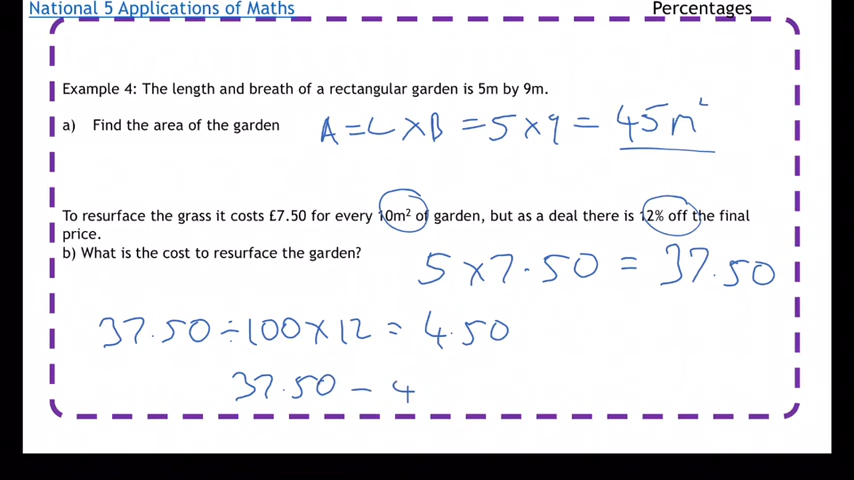 National 5 Applications of Maths
Percentages
Example 4: The length and breath of a rectangular garden is 5m by 9m.
a) Find the area of the garden
A = L × B = 5 × 9 = 45m²
To resurface the grass it costs £7.50 for every 10m² of garden, but as a deal there is 12% off the final
price.
b) What is the cost to resurface the garden?
5 × 7.50 = 37.50
37.50 ÷ 100 × 12 = 4.50
37.50 - 4